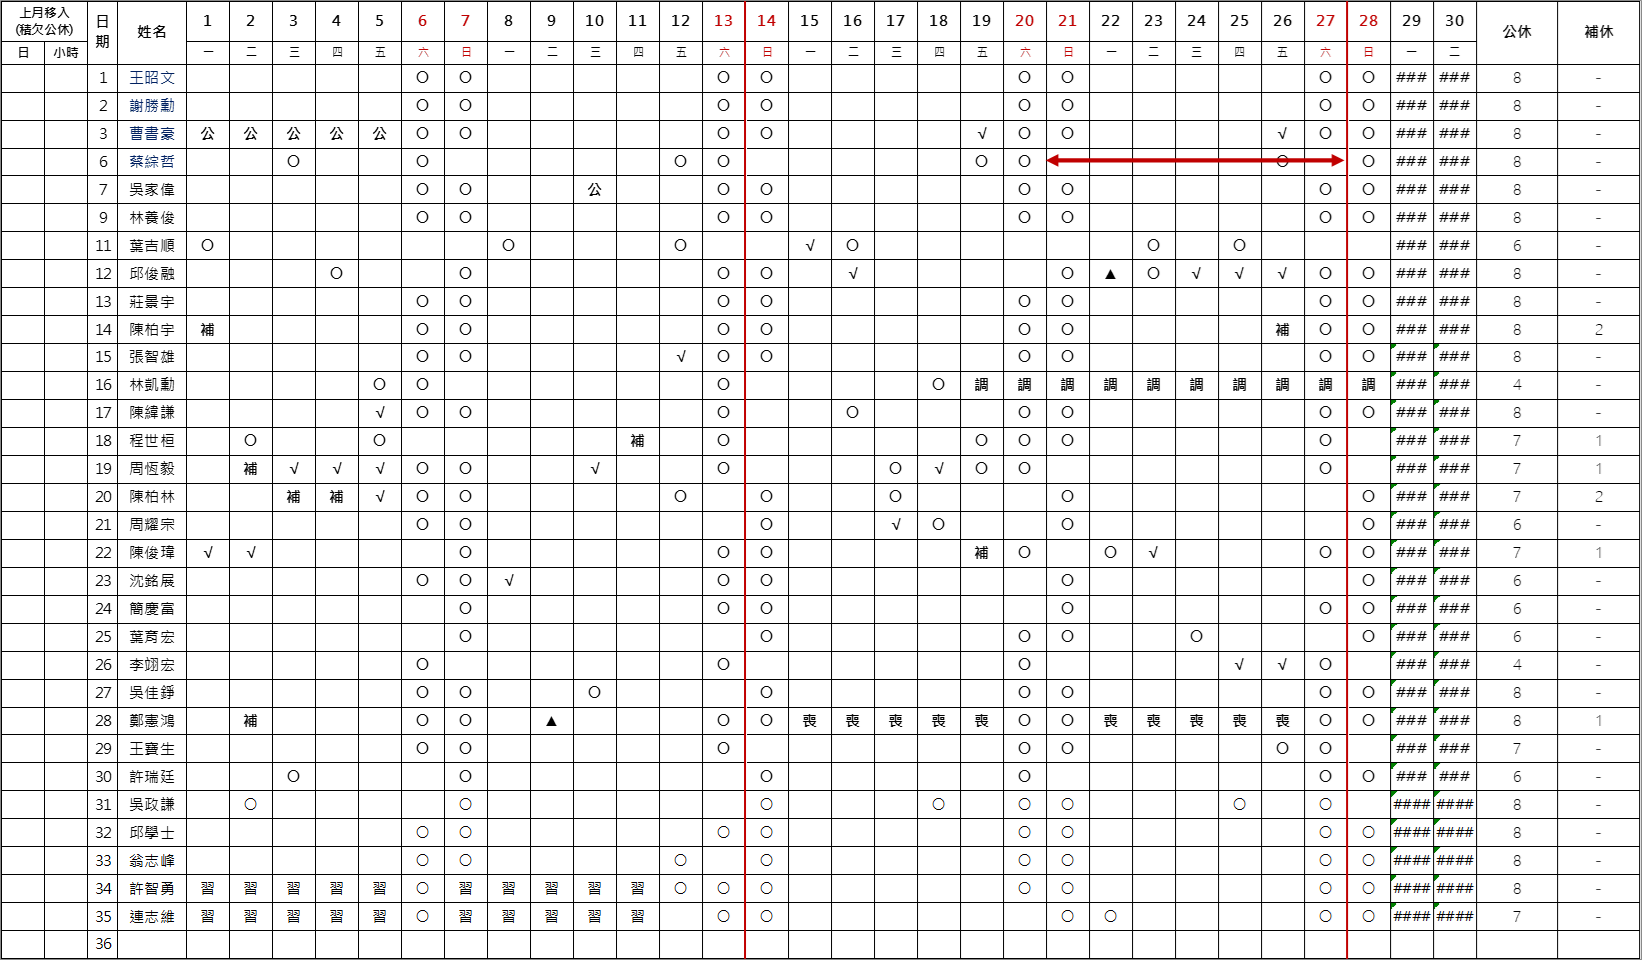 上月移入
(積欠公休)
日 小時
日期 姓名 1 2 3 4 5 6 7 8 9 10 11 12 13 14 15 16 17 18 19 20 21 22 23 24 25 26 27 28 29 30 公休 補休
一 二 三 四 五 六 日 一 二 三 四 五 六 日 一 二 三 四 五 六 日 一 二 三 四 五 六 日 一 二
1 王昭文 O O O O O O O O ### ### 8 -
2 謝勝勳 O O O O O O O O ### ### 8 -
3 曹書豪 公 公 公 公 公 O O O O √ O O √ O O ### ### 8 -
6 蔡綜哲 O O O O O O O O ### ### 8 -
7 吳家偉 O O 公 O O O O O O ### ### 8 -
9 林養俊 O O O O O O O O ### ### 8 -
11 葉吉順 O O O √ O O O ### ### 6 -
12 邱俊融 O O O O √ O ▲ O √ √ √ O O ### ### 8 -
13 莊景宇 O O O O O O O O ### ### 8 -
14 陳柏宇 補 O O O O O O 補 O O ### ### 8 2
15 張智雄 O O √ O O O O O O ### ### 8 -
16 林凱勳 O O O O 調 調 調 調 調 調 調 調 調 調 ### ### 4 -
17 陳緯謙 √ O O O O O O O O ### ### 8 -
18 程世桓 O O 補 O O O O O ### ### 7 1
19 周恆毅 補 √ √ √ O O √ O O √ O O O ### ### 7 1
20 陳柏林 補 補 √ O O O O O O O ### ### 7 2
21 周耀宗 O O O √ O O O ### ### 6 -
22 陳俊瑋 √ √ O O O 補 O O √ O O ### ### 7 1
23 沈銘展 O O √ O O O O ### ### 6 -
24 簡慶富 O O O O O O ### ### 6 -
25 葉育宏 O O O O O O ### ### 6 -
26 李翊宏 O O O √ √ O ### ### 4 -
27 吳佳錚 O O O O O O O O ### ### 8 -
28 鄭憲鴻 補 O O ▲ O O 喪 喪 喪 喪 喪 O O 喪 喪 喪 喪 喪 O O ### ### 8 1
29 王寶生 O O O O O O O ### ### 7 -
30 許瑞廷 O O O O O O ### ### 6 -
31 吳政謙 O O O O O O O O #### #### 8 -
32 邱學士 O O O O O O O O #### #### 8 -
33 翁志峰 O O O O O O O O #### #### 8 -
34 許智勇 習 習 習 習 習 O 習 習 習 習 習 O O O O O O O #### #### 8 -
35 連志維 習 習 習 習 習 O 習 習 習 習 習 O O O O O O #### #### 7 -
36